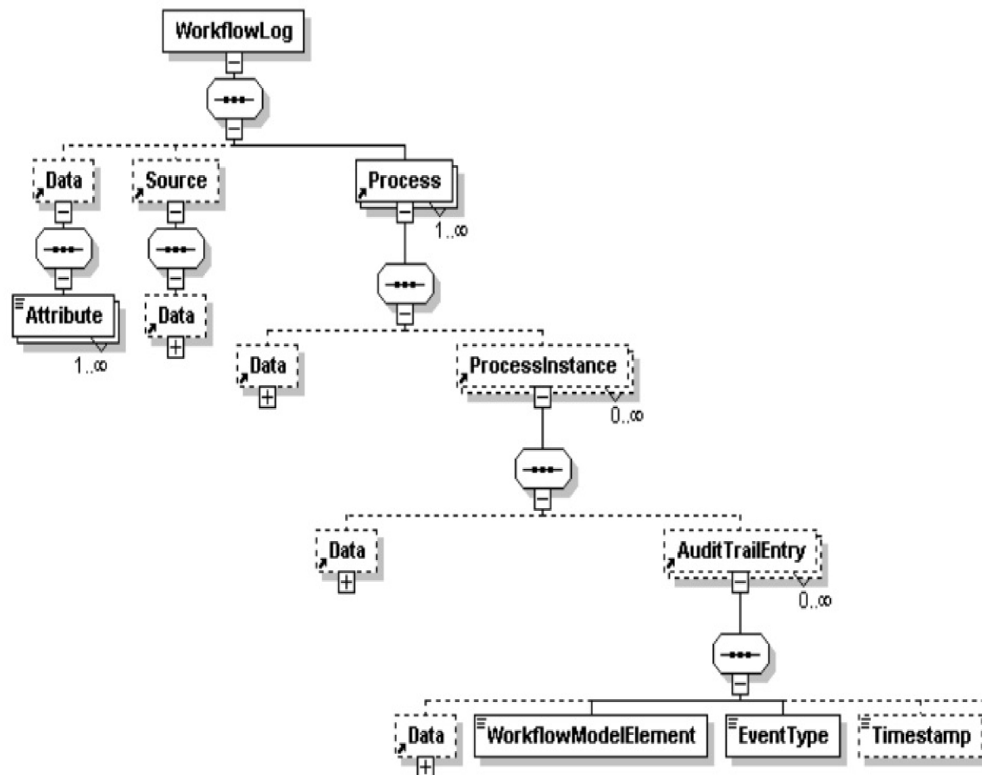 WorkflowLog
Data Source Process
1..∞
Attribute Data
1..∞
Data ProcessInstance
0..∞
Data AuditTrailEntry
0..∞
Data WorkflowModelElement EventType Timestamp